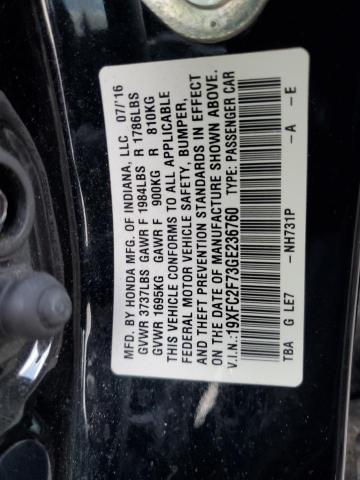 MFD. BY HONDA MFG. OF INDIANA, LLC 07/'16
GVWR 3737LBS GAWR F 1984LBS R 1786LBS
GVWR 1695KG GAWR F 900KG R 810KG
THIS VEHICLE CONFORMS TO ALL APPLICABLE
FEDERAL MOTOR VEHICLE SAFETY, BUMPER,
AND THEFT PREVENTION STANDARDS IN EFFECT
ON THE DATE OF MANUFACTURE SHOWN ABOVE.
V.I.N.:19XFC2F73GE236760 TYPE: PASSENGER CAR
TBA G LE7 -NH731P -A -E